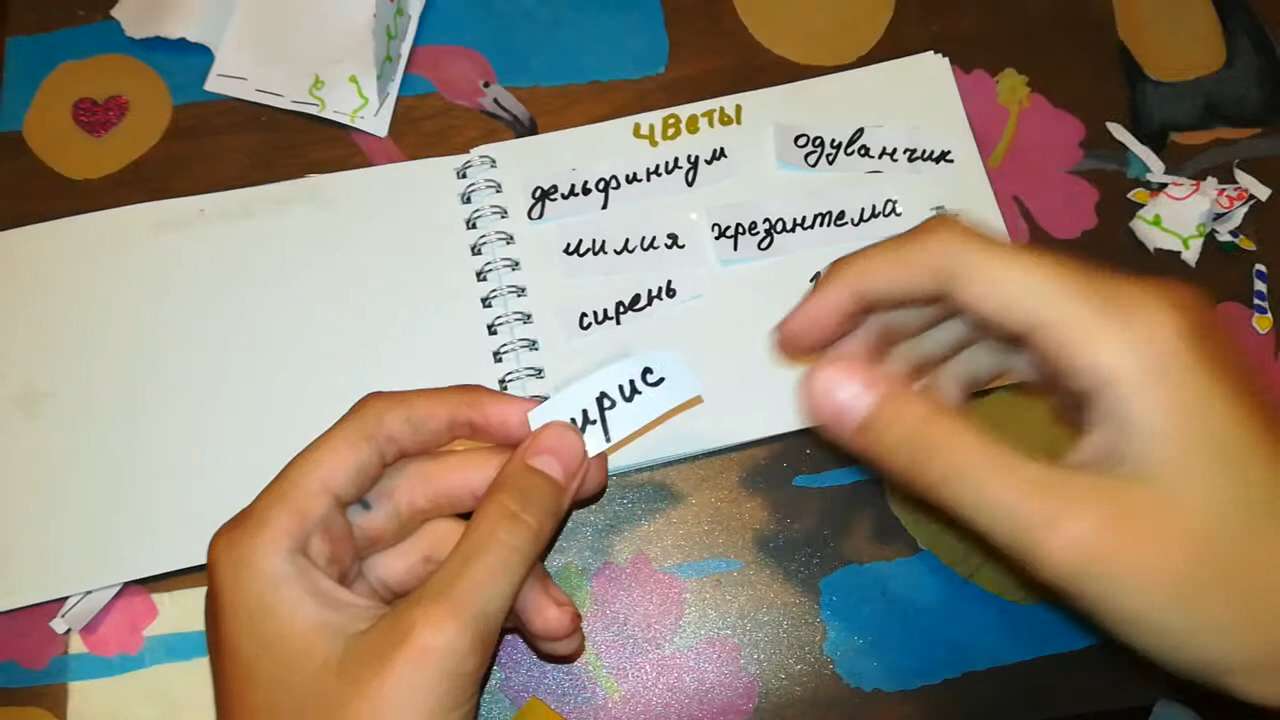 цветы
дельфиниум
одуванчик
лилия
хрезантема
сирень
ирис